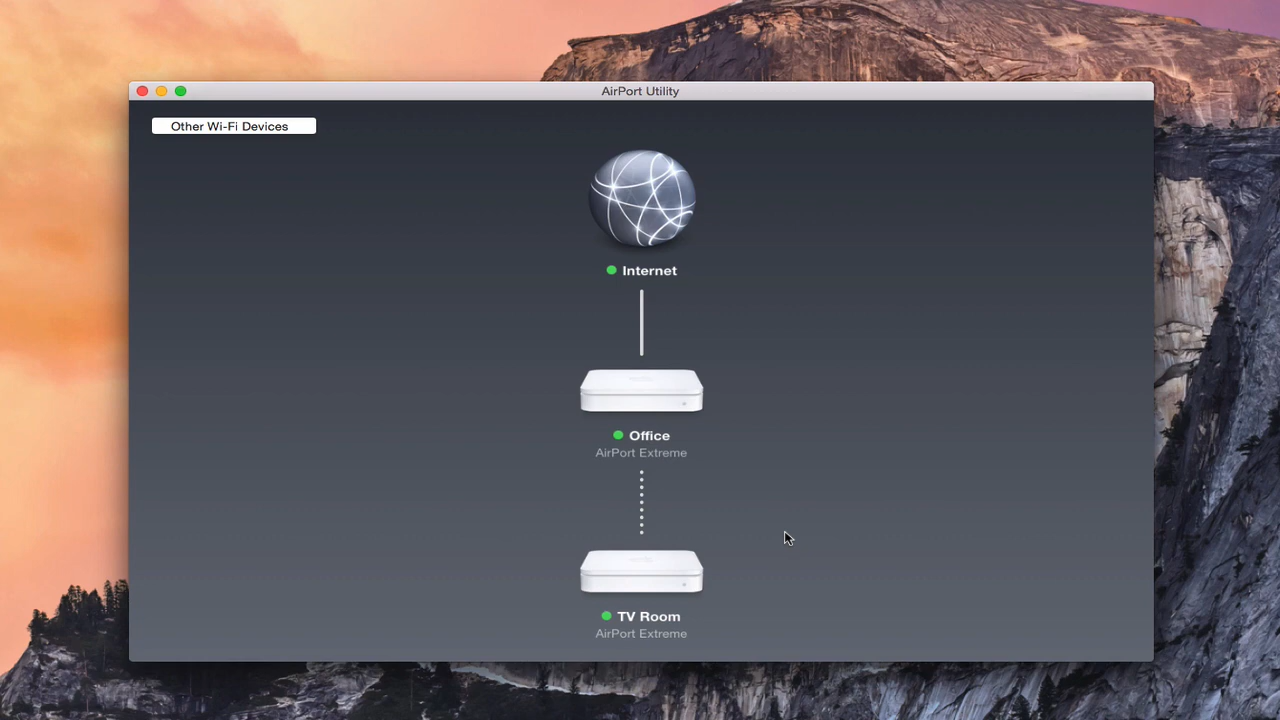 AirPort Utility
Other Wi-Fi Devices
Internet
Office
AirPort Extreme
TV Room
AirPort Extreme